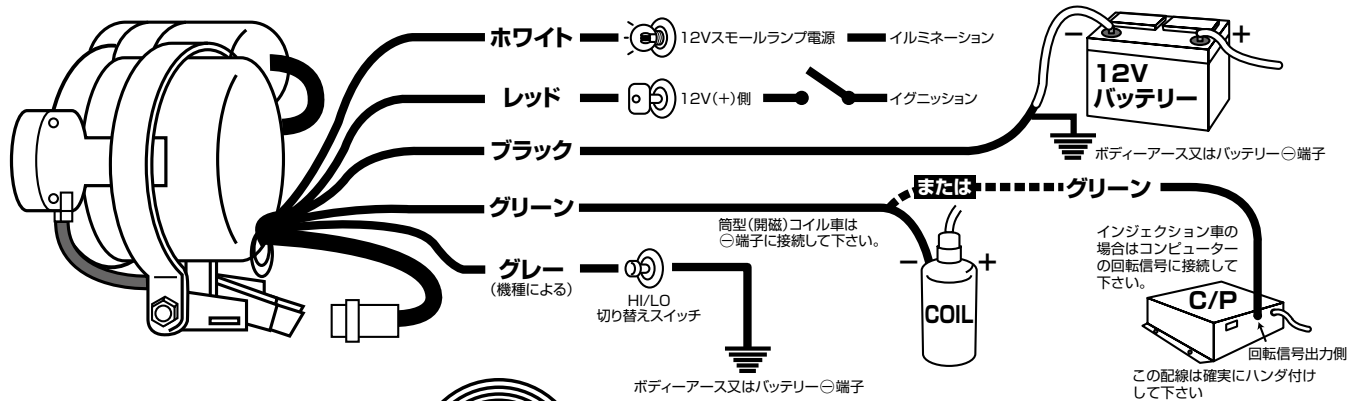 ホワイト
12Vスモールランプ電源
イルミネーション
レッド
12V(+)側
イグニッション
ブラック
− +
12V
バッテリー
ボディーアース又はバッテリー㊀端子
グリーン
または
グリーン
筒型(開磁)コイル車は
㊀端子に接続して下さい。
− +
COIL
インジェクション車の
場合はコンピューター
の回転信号に接続して
下さい。
C/P
回転信号出力側
この配線は確実にハンダ付け
して下さい
グレー
(機種による)
HI/LO
切り替えスイッチ
ボディーアース又はバッテリー㊀端子